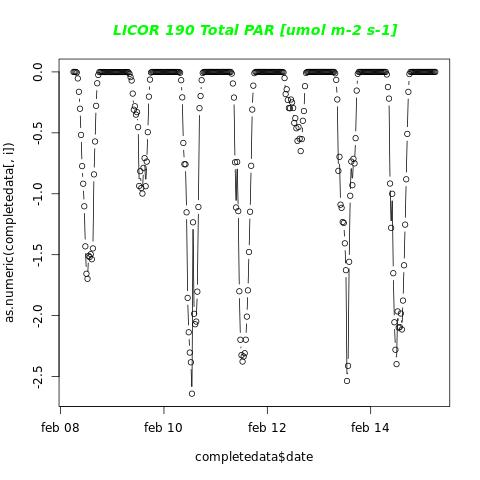 LICOR 190 Total PAR [umol m-2 s-1]
as.numeric(completedata[, i])
0.0
-0.5
-1.0
-1.5
-2.0
-2.5
feb 08 feb 10 feb 12 feb 14
completedata$date